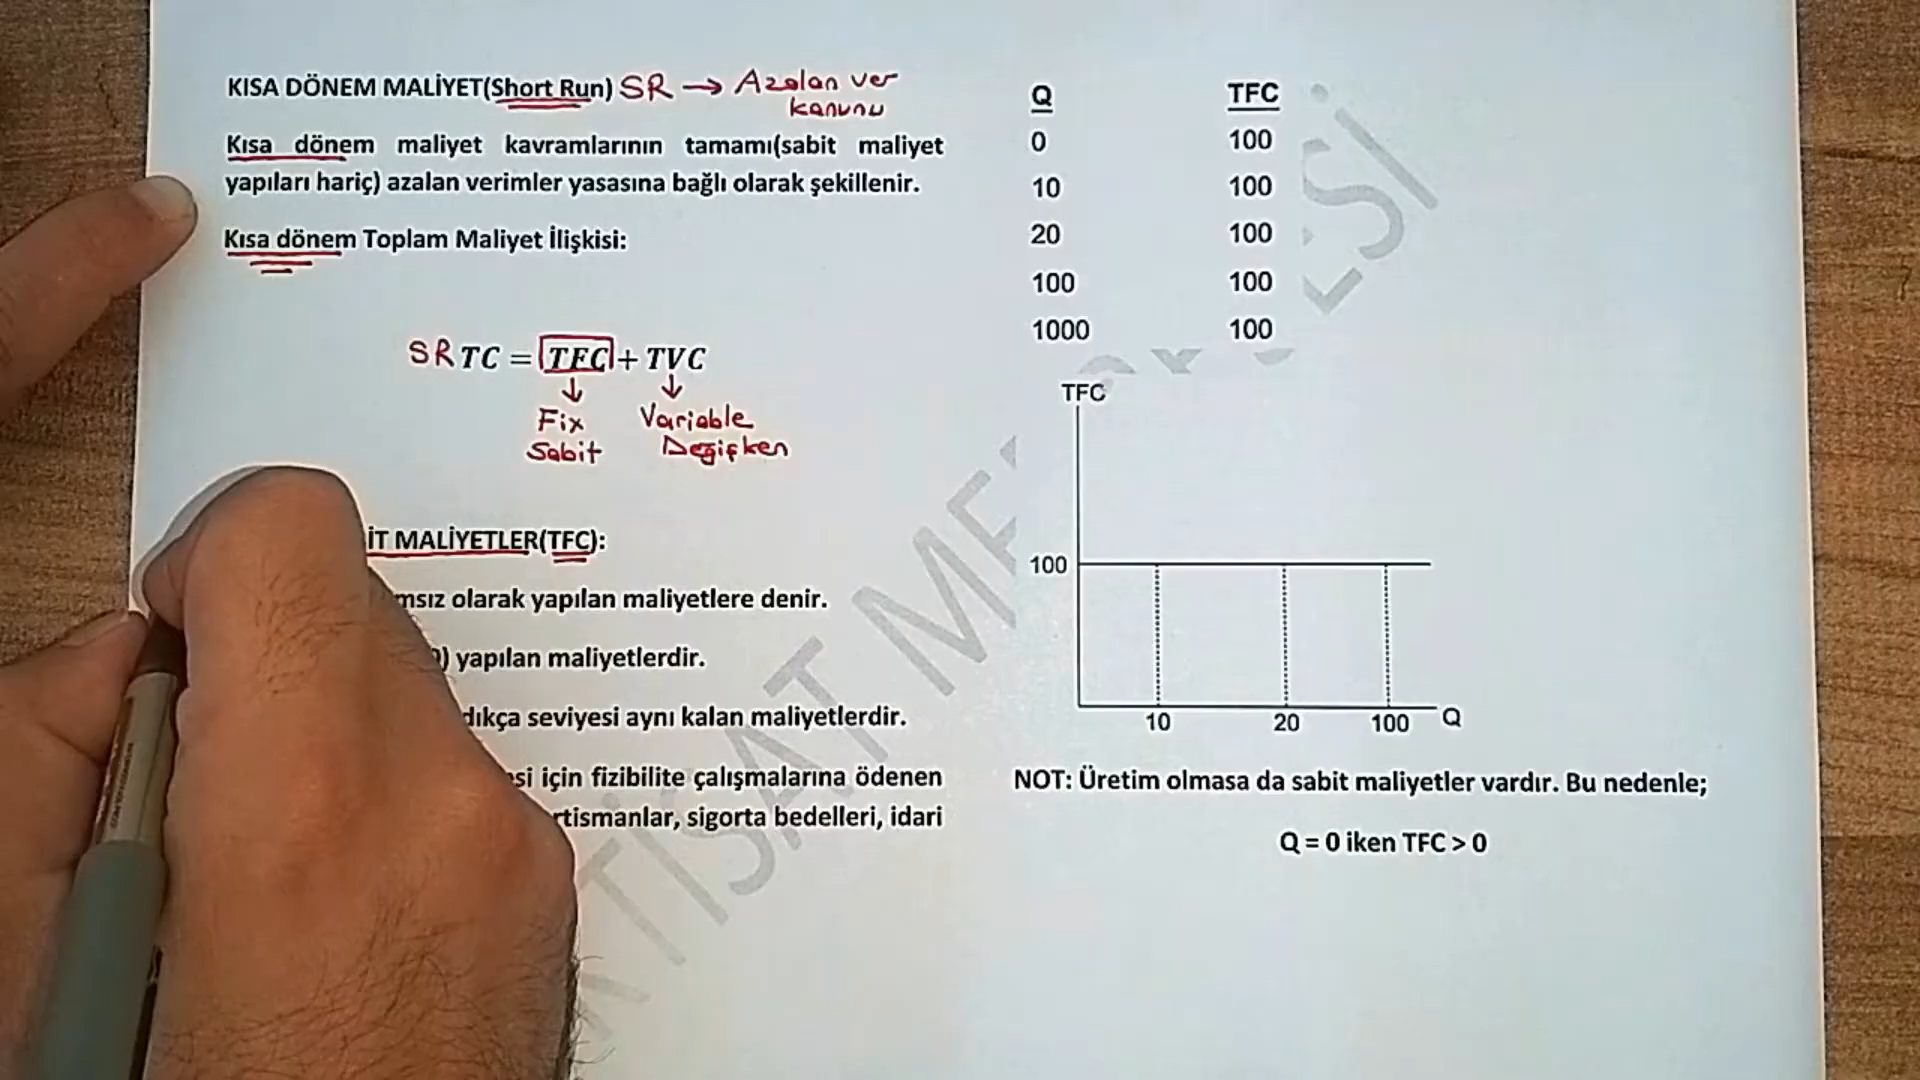 KISA DÖNEM MALİYET(Short Run) SR → Azalan ver
kanunu
Kısa dönem maliyet kavramlarının tamamı(sabit maliyet
yapıları hariç) azalan verimler yasasına bağlı olarak şekillenir.
Kısa dönem Toplam Maliyet İlişkisi:
SR TC = TFC + TVC
↓ ↓
Fix Variable
Sabit Değişken
İT MALİYETLER(TFC):
olarak yapılan maliyetlere denir.
yapılan maliyetlerdir.
seviyesi aynı kalan maliyetlerdir.
için fizibilite çalışmalarına ödenen
sigorta bedelleri, idari
Q TFC
0 100
10 100
20 100
100 100
1000 100
TFC
100
10 20 100 Q
NOT: Üretim olmasa da sabit maliyetler vardır. Bu nedenle;
Q = 0 iken TFC > 0